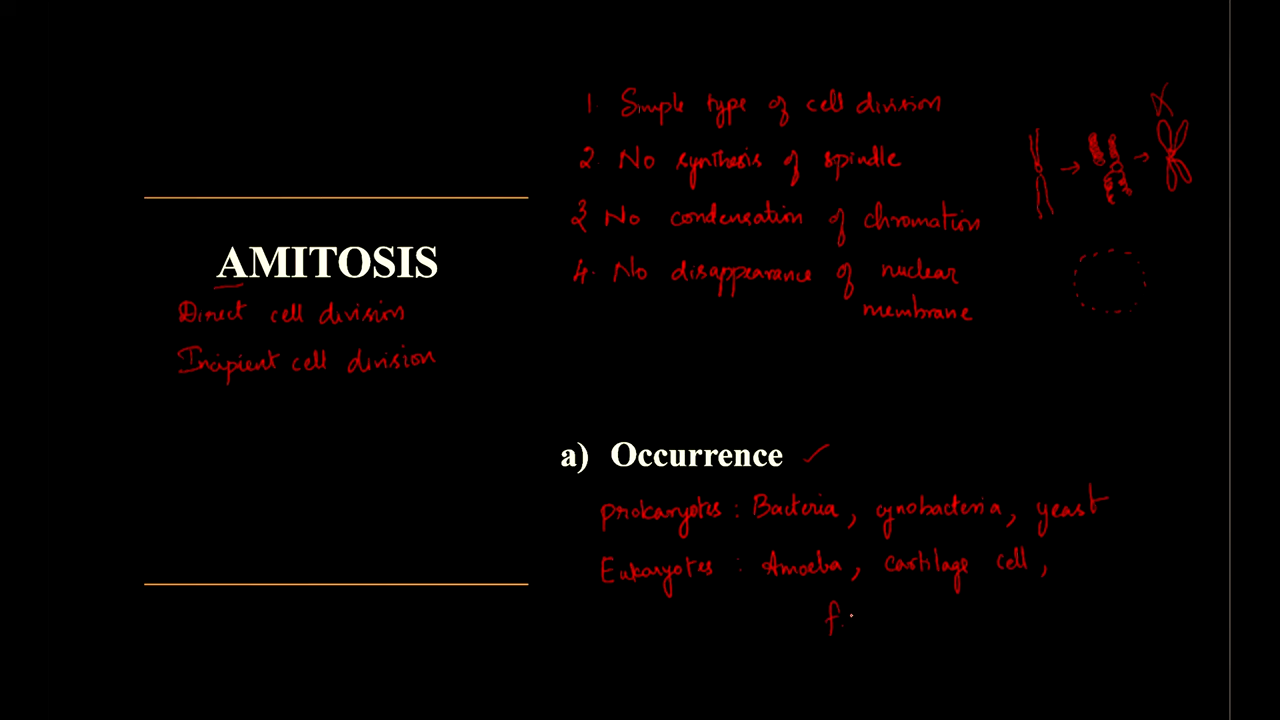 AMITOSIS
Direct cell division
Incipient cell division
1. Simple type of cell division
2 No synthesis of spindle
3 No condensation of chromation
4. No disappearance of nuclear
membrane
a) Occurrence
prokaryotes : Bacteria, cynobacteria, yeast
Eukaryotes : Amoeba, cartilage cell,
f.